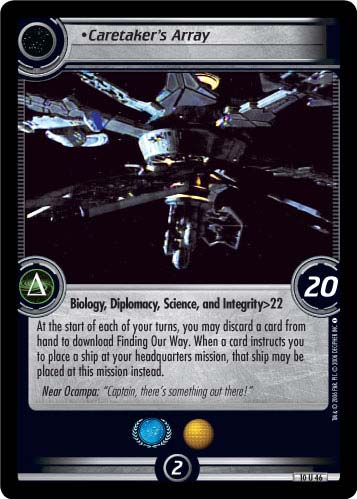 •Caretaker's Array
Δ
20
Biology, Diplomacy, Science, and Integrity>22
At the start of each of your turns, you may discard a card from
hand to download Finding Our Way. When a card instructs you
to place a ship at your headquarters mission, that ship may be
placed at this mission instead.
Near Ocampa: "Captain, there's something out there!"
2
10 U 46